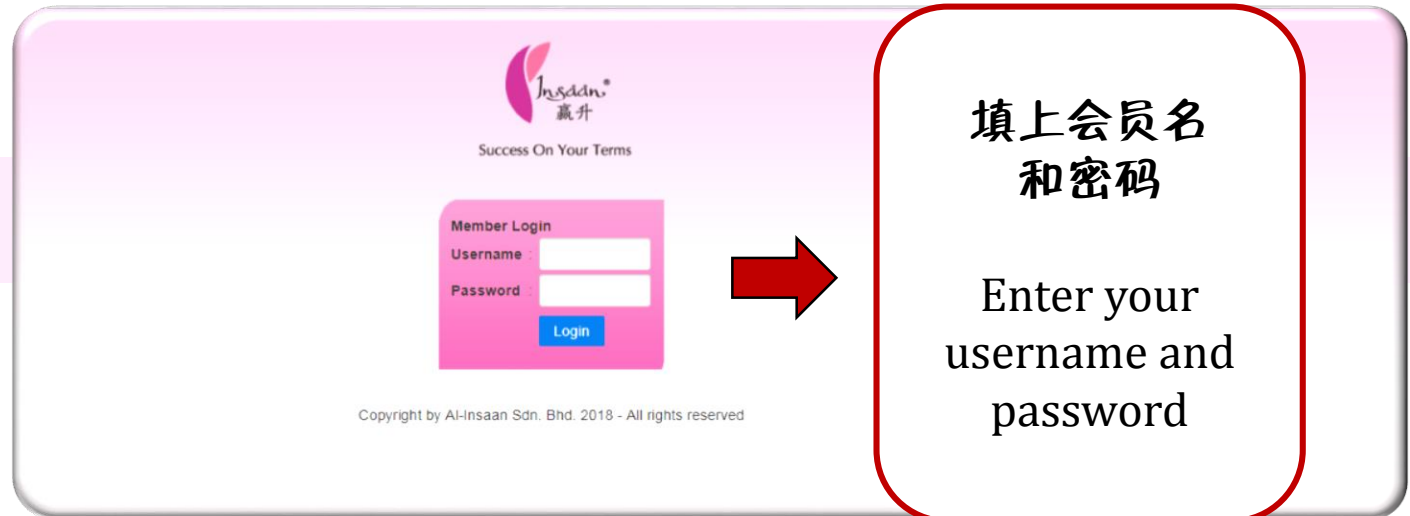 Insaan®
赢升
Success On Your Terms
Member Login
Username :
Password :
Login
Copyright by Al-Insaan Sdn. Bhd. 2018 - All rights reserved
填上会员名
和密码
Enter your
username and
password